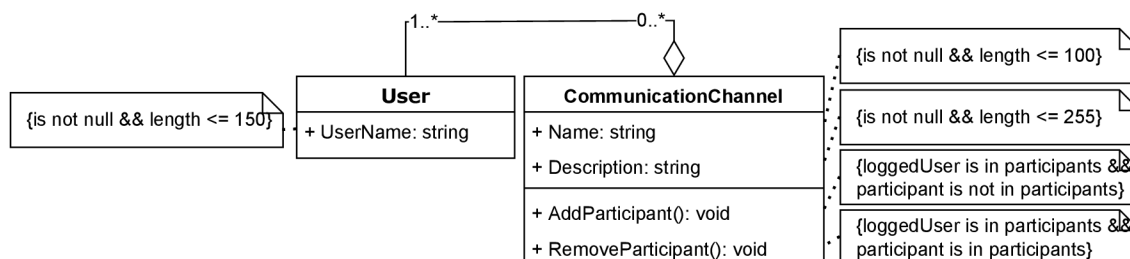 1..*
0..*
{is not null && length <= 100}
User
CommunicationChannel
{is not null && length <= 150}
+ UserName: string
+ Name: string
{is not null && length <= 255}
+ Description: string
{loggedUser is in participants &&
participant is not in participants}
+ AddParticipant(): void
{loggedUser is in participants &&
+ RemoveParticipant(): void
participant is in participants}